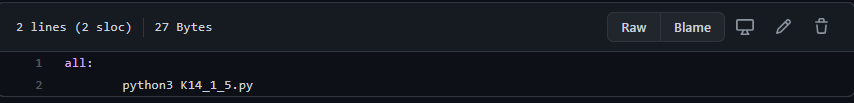 2 lines (2 sloc) 27 Bytes Raw Blame
1 all:
2 python3 K14_1_5.py